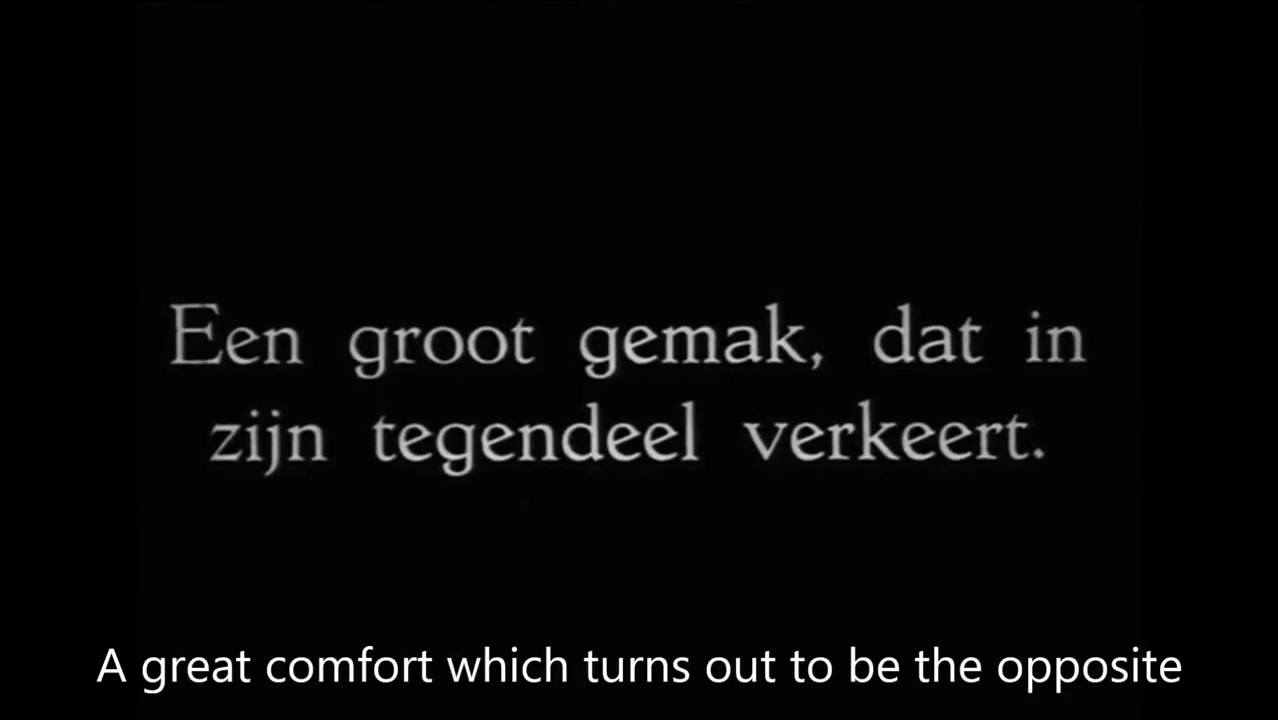 Een groot gemak, dat in
zijn tegendeel verkeert.
A great comfort which turns out to be the opposite